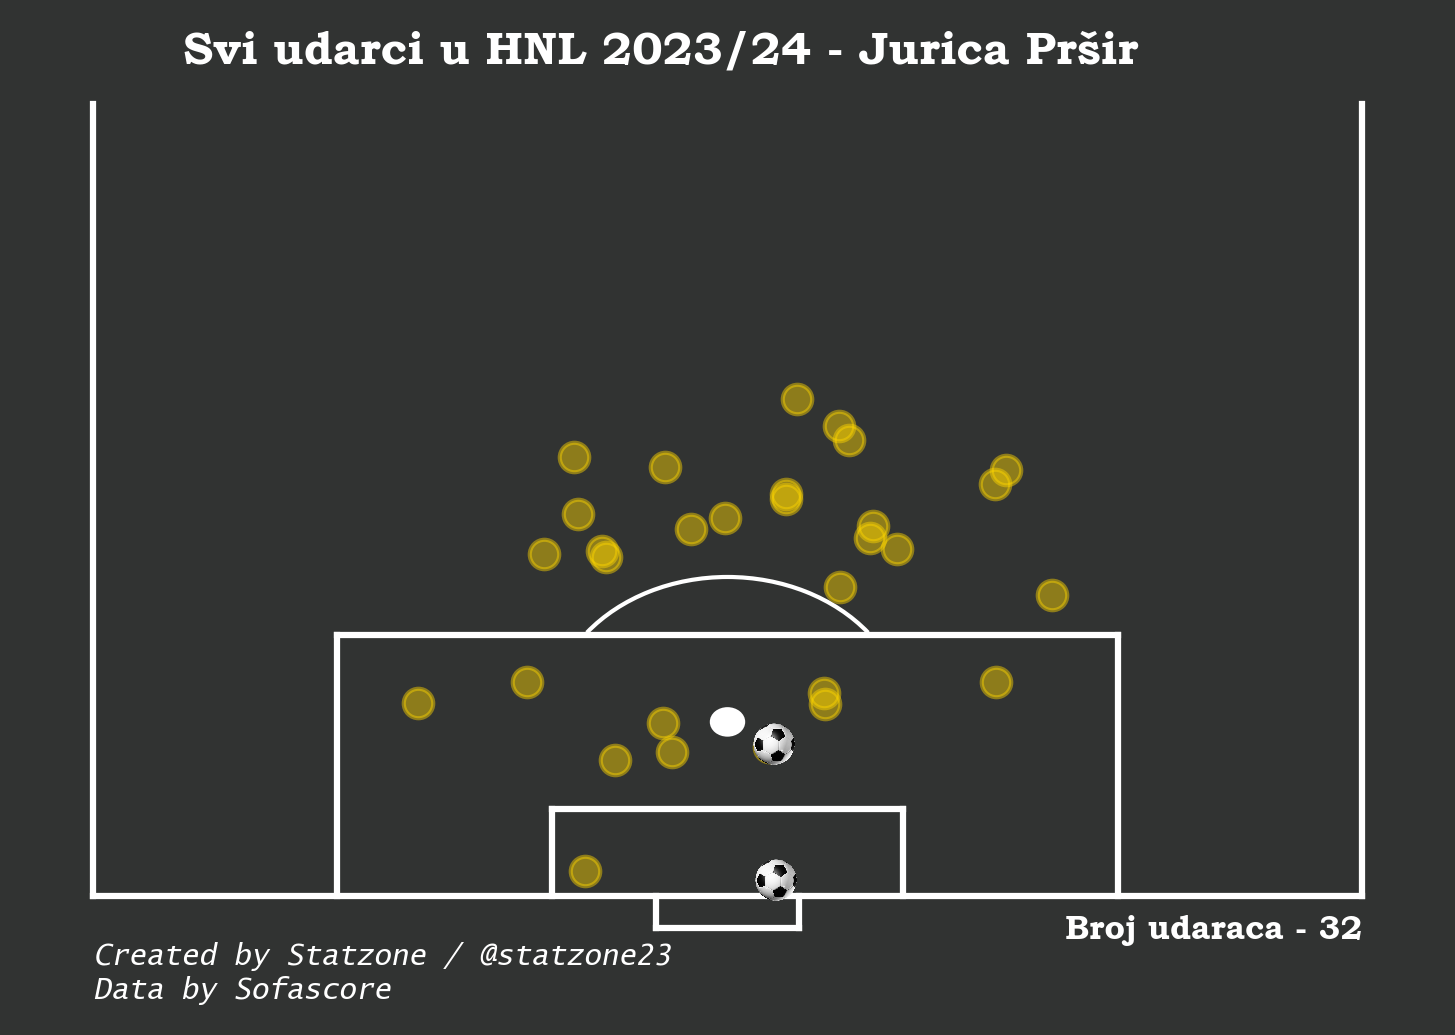 Svi udarci u HNL 2023/24 - Jurica Pršir
Broj udaraca - 32
Created by Statzone / @statzone23
Data by Sofascore